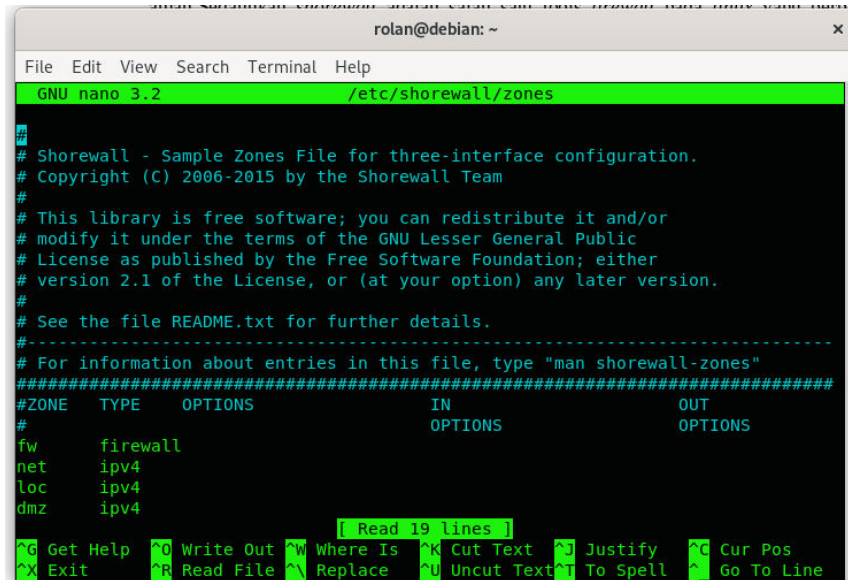 rolan@debian: ~ ×
File Edit View Search Terminal Help
GNU nano 3.2 /etc/shorewall/zones
#
# Shorewall - Sample Zones File for three-interface configuration.
# Copyright (C) 2006-2015 by the Shorewall Team
#
# This library is free software; you can redistribute it and/or
# modify it under the terms of the GNU Lesser General Public
# License as published by the Free Software Foundation; either
# version 2.1 of the License, or (at your option) any later version.
#
# See the file README.txt for further details.
#------------------------------------------------------------------------------
# For information about entries in this file, type "man shorewall-zones"
###############################################################################
#ZONE TYPE OPTIONS IN OUT
# OPTIONS OPTIONS
fw firewall
net ipv4
loc ipv4
dmz ipv4
[ Read 19 lines ]
^G Get Help ^O Write Out ^W Where Is ^K Cut Text ^J Justify ^C Cur Pos
^X Exit ^R Read File ^\ Replace ^U Uncut Text ^T To Spell ^_ Go To Line